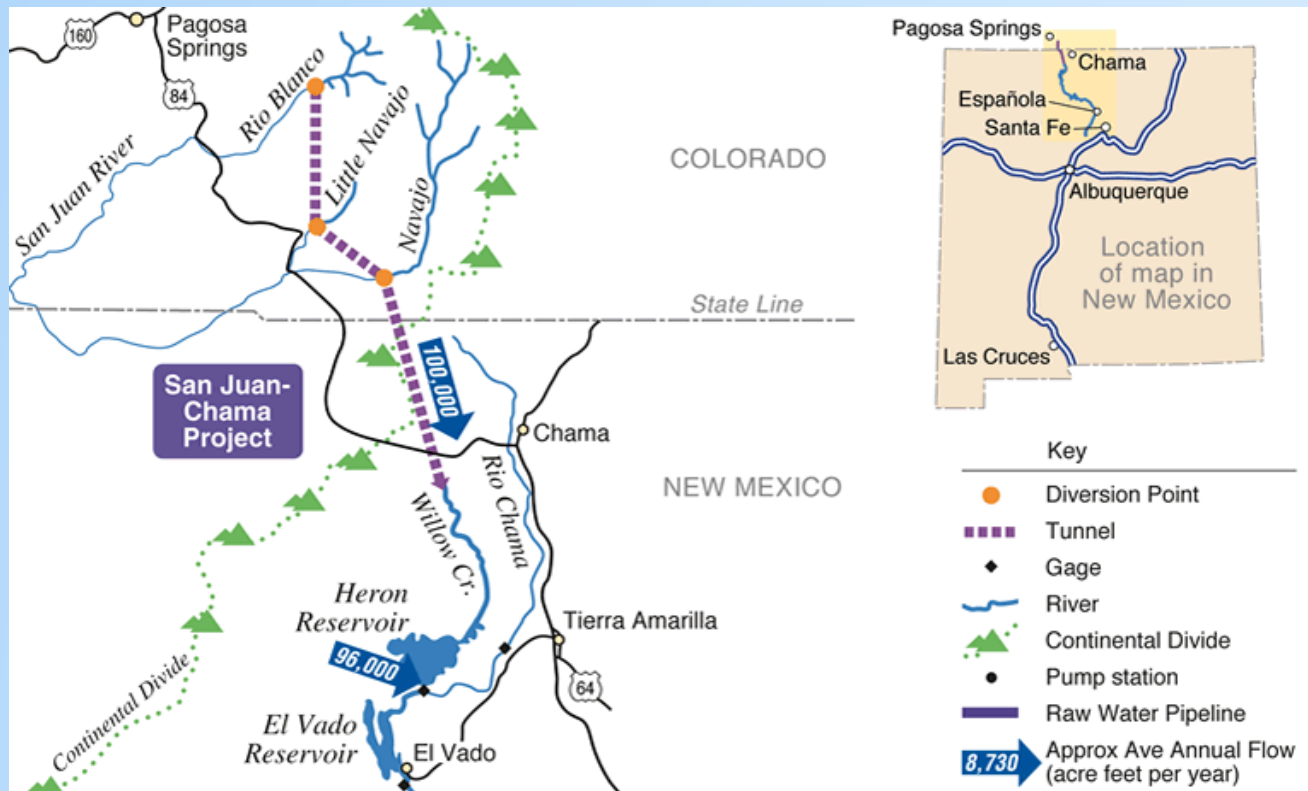 160
Pagosa
Springs
84
Rio Blanco
Little Navajo
Navajo
San Juan River
COLORADO
State Line
San Juan-
Chama
Project
100,000
Chama
NEW MEXICO
Rio Chama
Willow Cr.
Heron
Reservoir
96,000
Tierra Amarilla
64
Continental Divide
El Vado
Reservoir
El Vado
Pagosa Springs
Chama
Española
Santa Fe
Albuquerque
Location
of map in
New Mexico
Las Cruces
Key
Diversion Point
Tunnel
Gage
River
Continental Divide
Pump station
Raw Water Pipeline
8,730
Approx Ave Annual Flow
(acre feet per year)